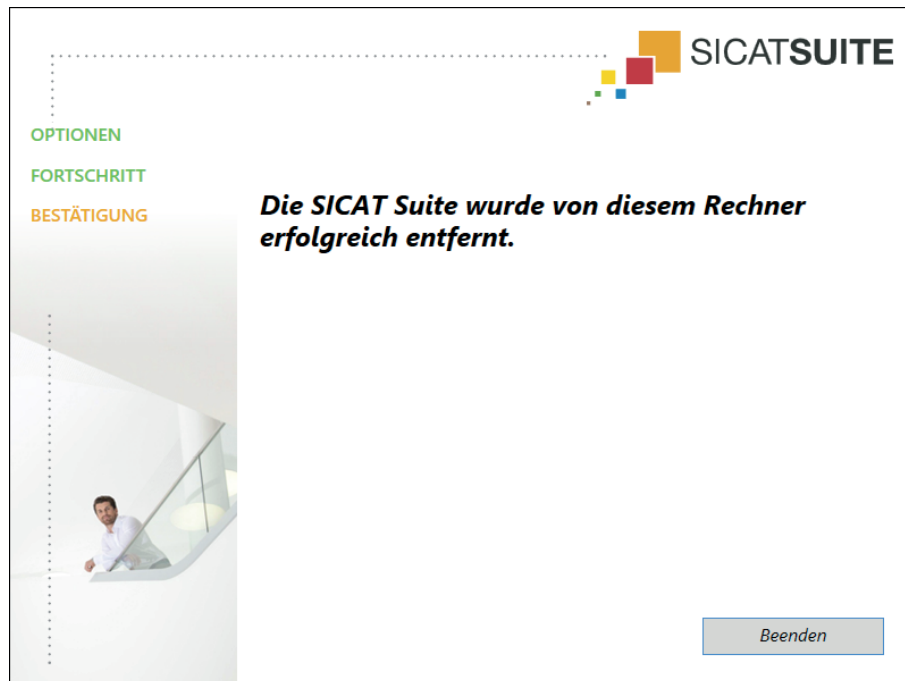 SICATSUITE
OPTIONEN
FORTSCHRITT
BESTÄTIGUNG
Die SICAT Suite wurde von diesem Rechner
erfolgreich entfernt.
Beenden